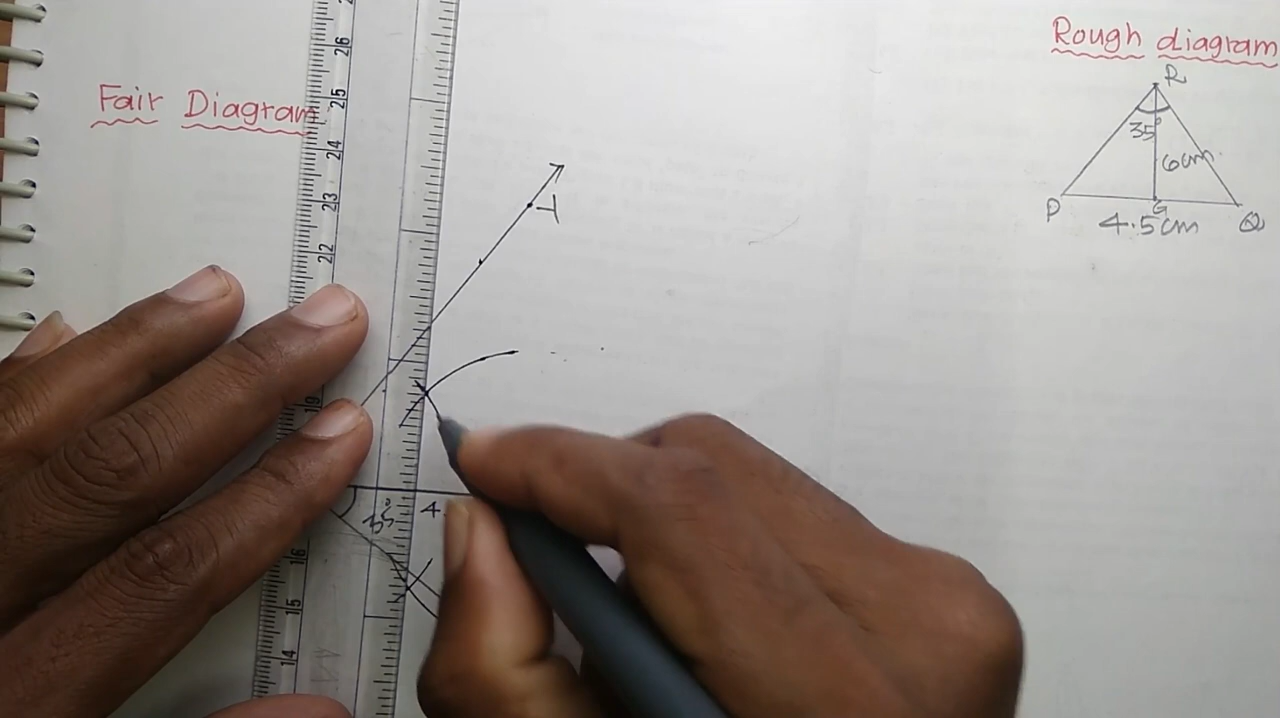 Rough diagram
R
35°
6cm.
P
G
Q
4.5cm
Fair Diagram
Y
35°
4.
26
25
24
23
22
19
16
15
14